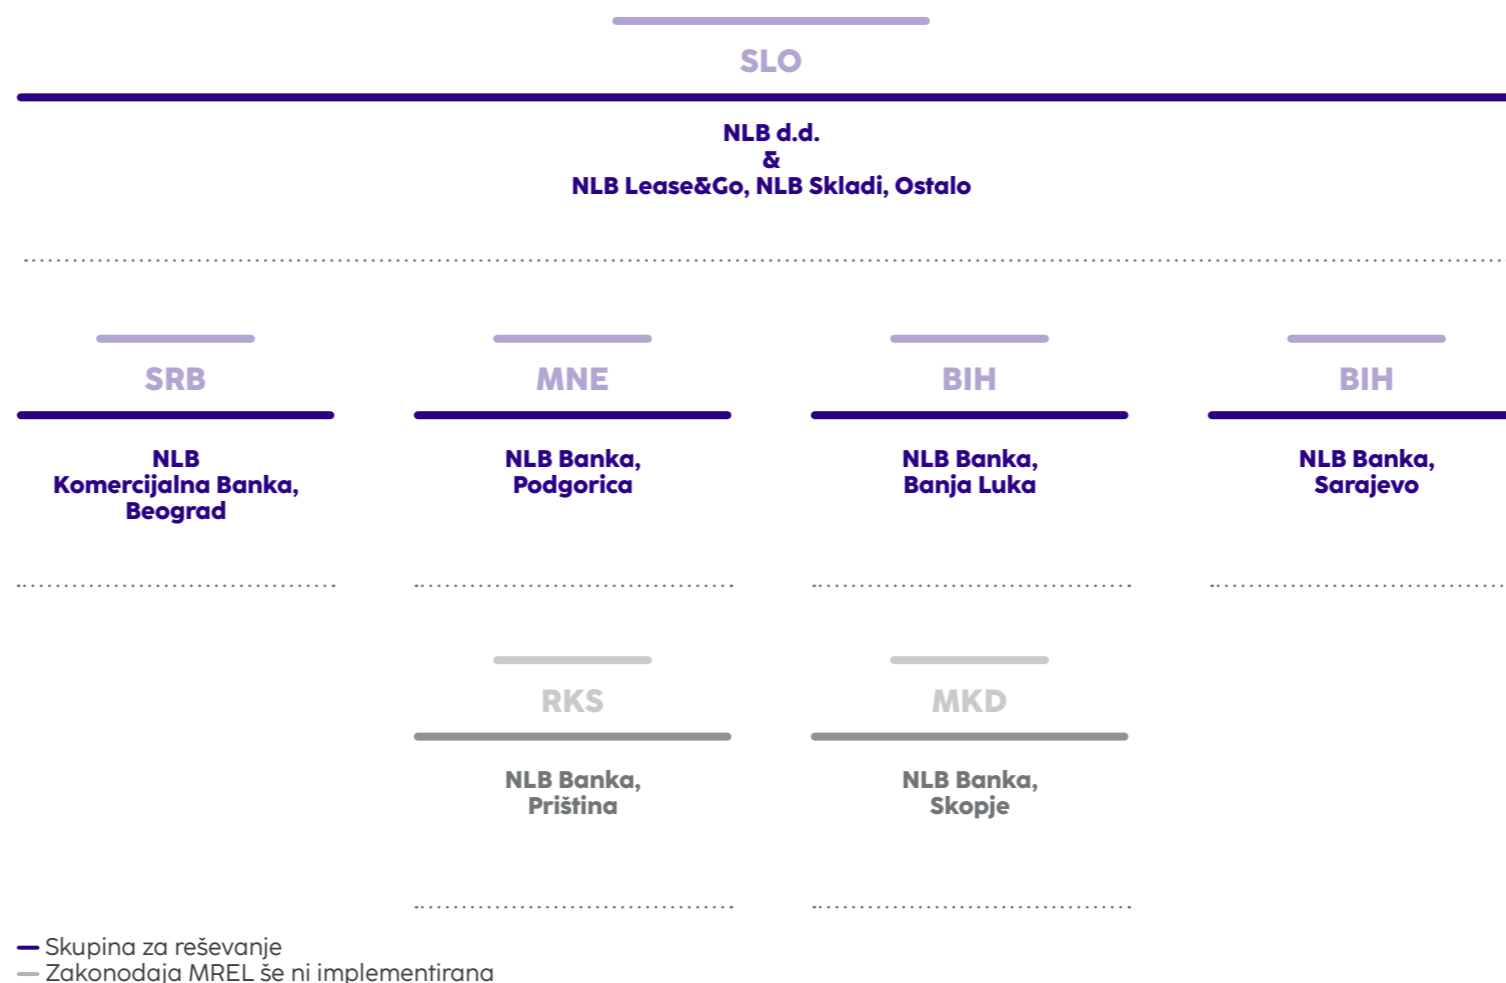 SLO
NLB d.d.
&
NLB Lease&Go, NLB Skladi, Ostalo
SRB
NLB
Komercijalna Banka,
Beograd
MNE
NLB Banka,
Podgorica
BIH
NLB Banka,
Banja Luka
BIH
NLB Banka,
Sarajevo
RKS
NLB Banka,
Priština
MKD
NLB Banka,
Skopje
Skupina za reševanje
Zakonodaja MREL še ni implementirana